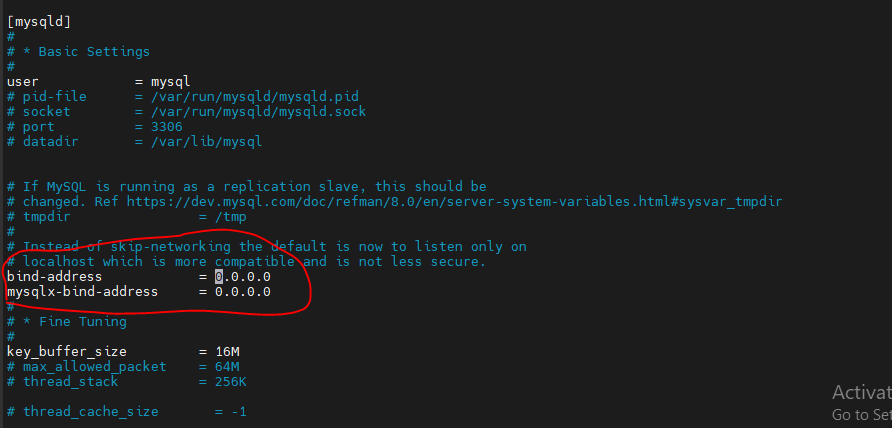 [mysqld]
#
# * Basic Settings
#
user            = mysql
# pid-file      = /var/run/mysqld/mysqld.pid
# socket        = /var/run/mysqld/mysqld.sock
# port          = 3306
# datadir       = /var/lib/mysql
# If MySQL is running as a replication slave, this should be
# changed. Ref https://dev.mysql.com/doc/refman/8.0/en/server-system-variables.html#sysvar_tmpdir
# tmpdir                = /tmp
#
# Instead of skip-networking the default is now to listen only on
# localhost which is more compatible and is not less secure.
bind-address            = 0.0.0.0
mysqlx-bind-address     = 0.0.0.0
#
# * Fine Tuning
#
key_buffer_size         = 16M
# max_allowed_packet    = 64M
# thread_stack          = 256K
# thread_cache_size       = -1
Activat
Go to Set